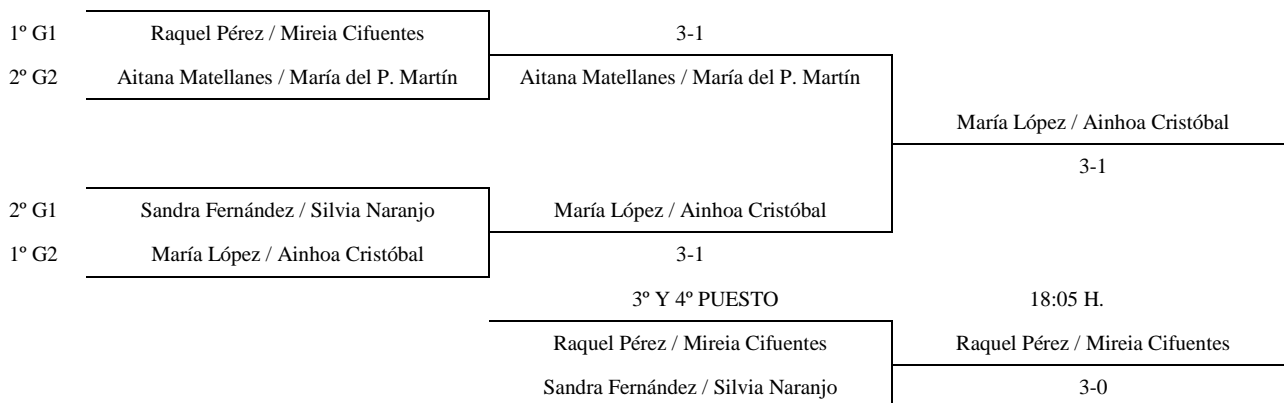 1º G1 Raquel Pérez / Mireia Cifuentes 3-1
2º G2 Aitana Matellanes / María del P. Martín Aitana Matellanes / María del P. Martín
María López / Ainhoa Cristóbal
3-1
2º G1 Sandra Fernández / Silvia Naranjo María López / Ainhoa Cristóbal
1º G2 María López / Ainhoa Cristóbal 3-1
3º Y 4º PUESTO 18:05 H.
Raquel Pérez / Mireia Cifuentes Raquel Pérez / Mireia Cifuentes
Sandra Fernández / Silvia Naranjo 3-0